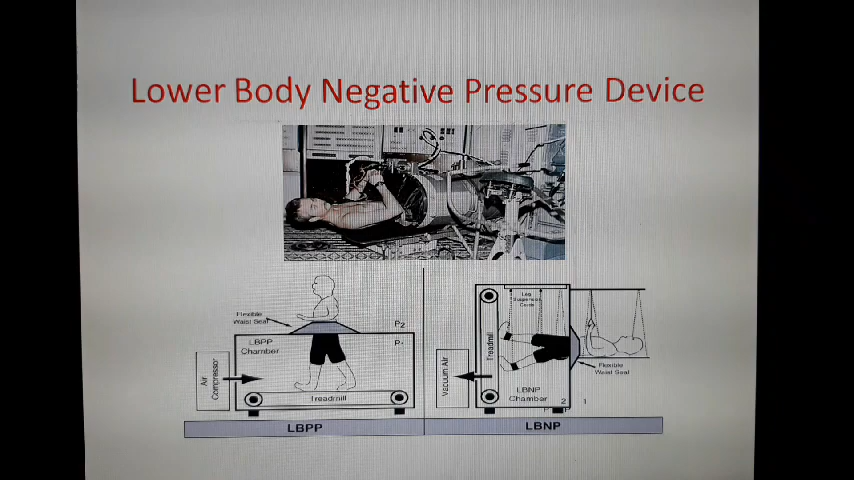 Lower Body Negative Pressure Device
Flexible
Waist Seal
P2
LBPP
Chamber
P1
Air
Compressor
Treadmill
LBPP
Leg
Suspension
Cords
Treadmill
Vacuum Air
Flexible
Waist Seal
LBNP
Chamber
2 1
LBNP